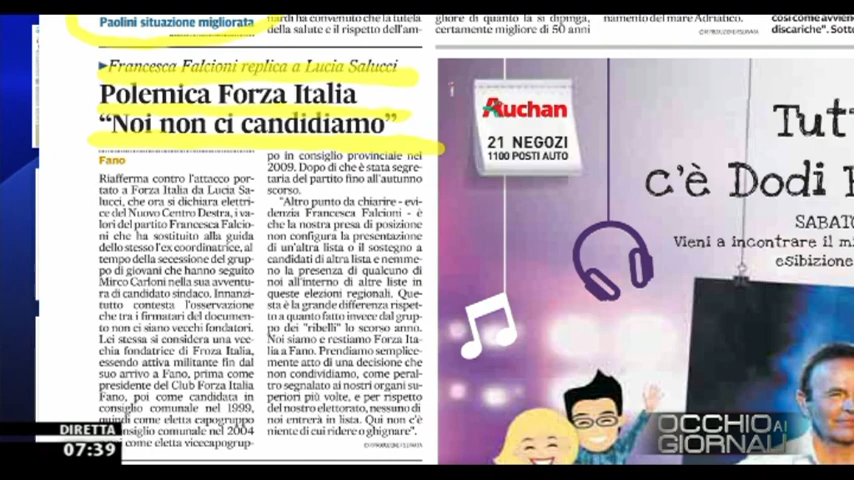 Paolini situazione migliorata
nardi ha convenuto che la tutela
della salute e il rispetto dell'am-
gliore di quanto la si dipinga,
certamente migliore di 50 anni
namento del mare Adriatico.
così come avviene
discariche". Sotto
Francesca Falcioni replica a Lucia Salucci
Polemica Forza Italia
"Noi non ci candidiamo"
Fano
Riafferma contro l'attacco por-
tato a Forza Italia da Lucia Sa-
lucci, che ora si dichiara elettri-
ce del Nuovo Centro Destra, i va-
lori del partito Francesca Falcio-
ni che ha sostituito alla guida
dello stesso l'ex coordinatrice, al
tempo della secessione del grup-
po di giovani che hanno seguito
Mirco Carloni nella sua avventu-
ra di candidato sindaco. Innanzi-
tutto contesta l'osservazione
che tra i firmatari del documen-
to non ci siano vecchi fondatori.
Lei stessa si considera una vec-
chia fondatrice di Froza Italia,
essendo attiva militante fin dal
suo arrivo a Fano, prima come
presidente del Club Forza Italia
Fano, poi come candidata in
consiglio comunale nel 1999,
quindi come eletta capogruppo
consiglio comunale nel 2004
come eletta vicecapogrup-
po in consiglio provinciale nel
2009. Dopo di che è stata segre-
taria del partito fino all'autunno
scorso.
"Altro punto da chiarire - evi-
denzia Francesca Falcioni - è
che la nostra presa di posizione
non configura la presentazione
di un'altra lista o il sostegno a
candidati di altra lista e nemme-
no la presenza di qualcuno di
noi all'interno di altre liste in
queste elezioni regionali. Que-
sta è la grande differenza rispet-
to a quanto fatto invece dal grup-
po dei "ribelli" lo scorso anno.
Noi siamo e restiamo Forza Ita-
lia a Fano. Prendiamo semplice-
mente atto di una decisione che
non condividiamo, come peral-
tro segnalato ai nostri organi su-
periori più volte, e per rispetto
del nostro elettorato, nessuno di
noi entrerà in lista. Qui non c'è
niente di cui ridere o ghignare".
Auchan
21 NEGOZI
1100 POSTI AUTO
Tutt
c'è Dodi
SABATO
Vieni a incontrare il mi
esibizione
DIRETTA
07:39
OCCHIO AI
GIORNALI